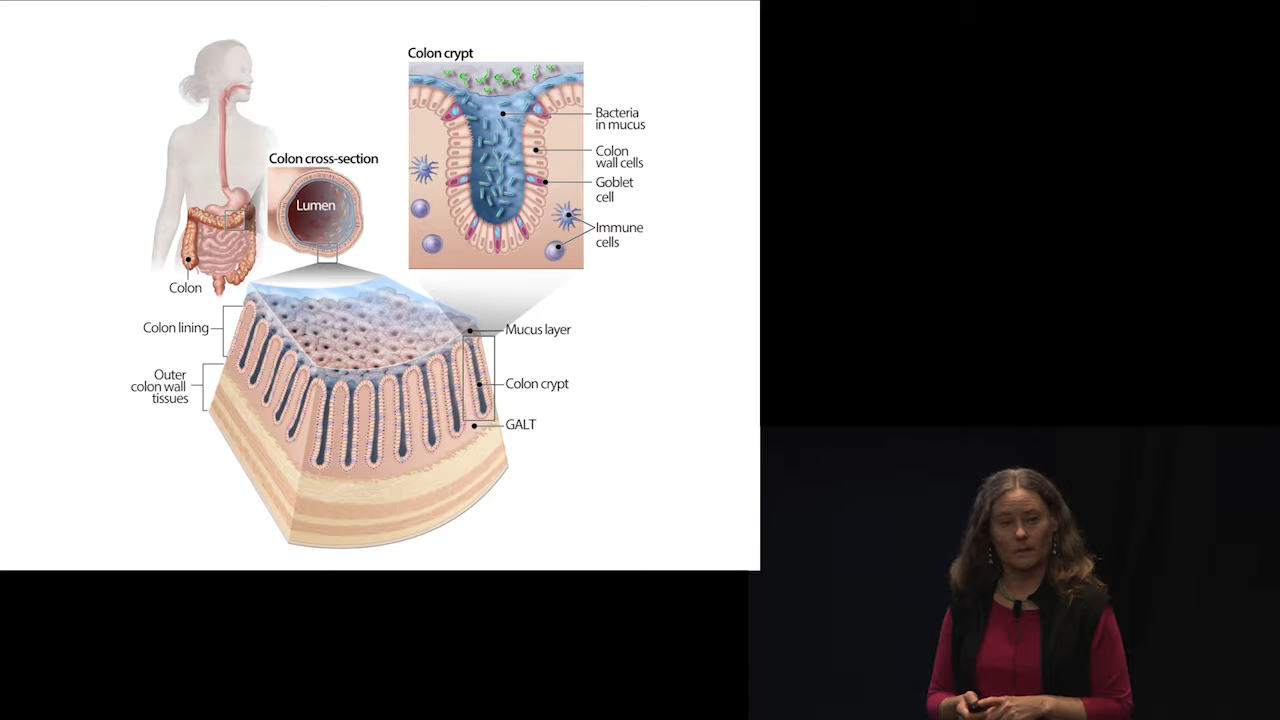 Colon crypt
Bacteria
in mucus
Colon
wall cells
Goblet
cell
Immune
cells
Colon cross-section
Lumen
Colon
Colon lining
Outer
colon wall
tissues
Mucus layer
Colon crypt
GALT